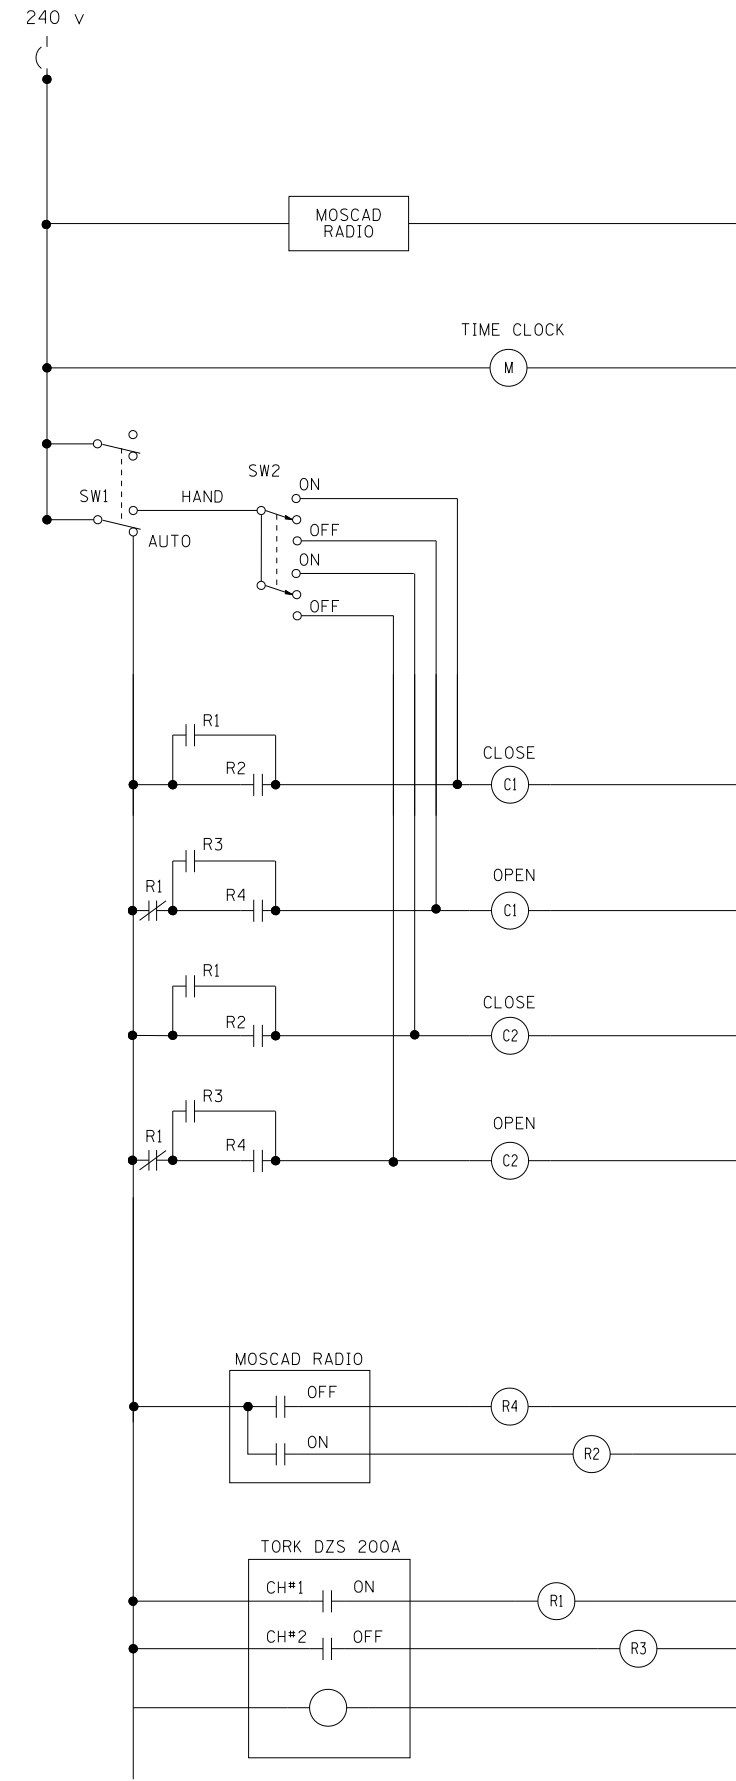 240 v
MOSCAD
RADIO
TIME CLOCK
M
SW2
ON
SW1
HAND
OFF
AUTO
ON
OFF
R1
CLOSE
R2
C1
R3
OPEN
R1
R4
C1
R1
CLOSE
R2
C2
R3
OPEN
R1
R4
C2
MOSCAD RADIO
OFF
R4
ON
R2
TORK DZS 200A
CH#1
ON
R1
CH#2
OFF
R3